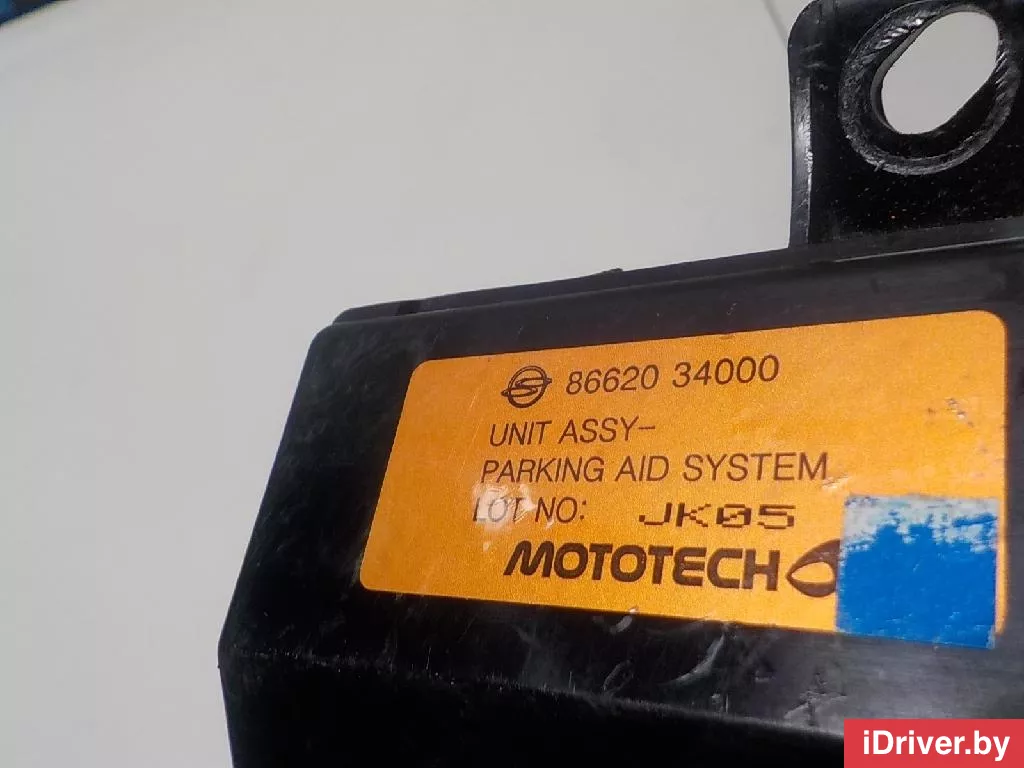 86620 34000
UNIT ASSY-
PARKING AID SYSTEM
LOT NO: JK05
MOTOTECH
iDriver.by